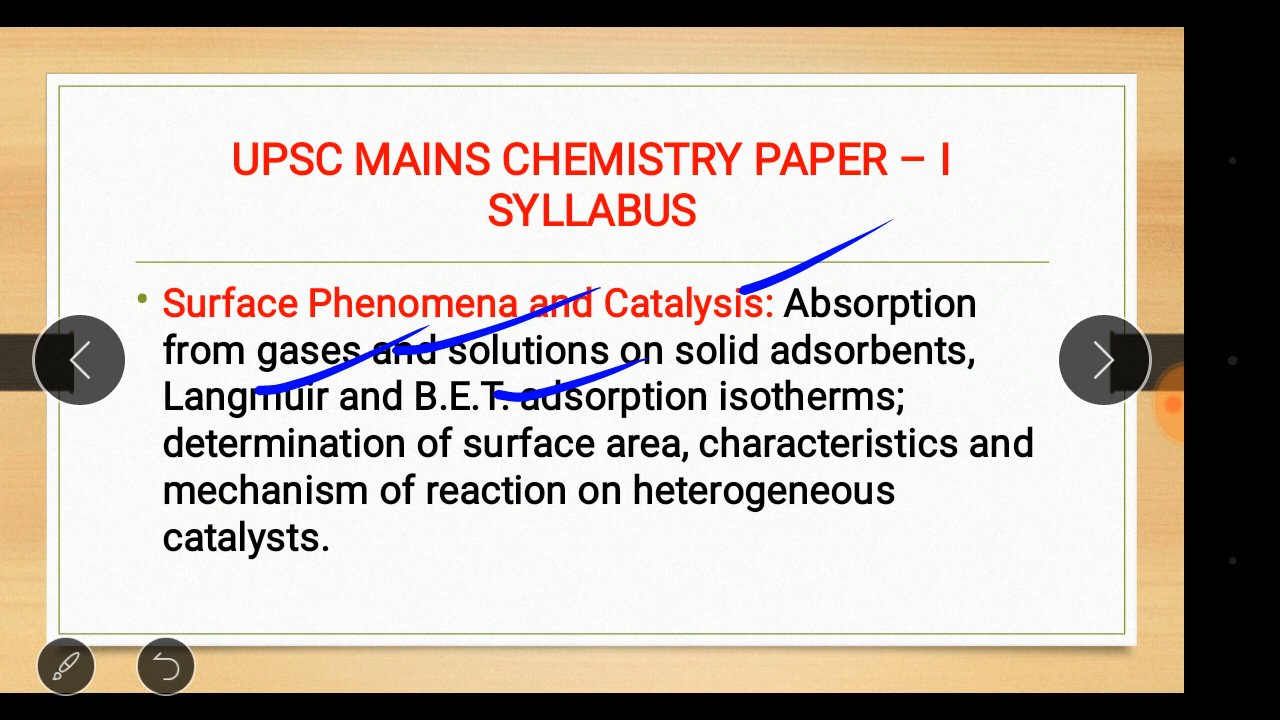 UPSC MAINS CHEMISTRY PAPER – I
SYLLABUS
• Surface Phenomena and Catalysis: Absorption
from gases and solutions on solid adsorbents,
Langmuir and B.E.T. adsorption isotherms;
determination of surface area, characteristics and
mechanism of reaction on heterogeneous
catalysts.